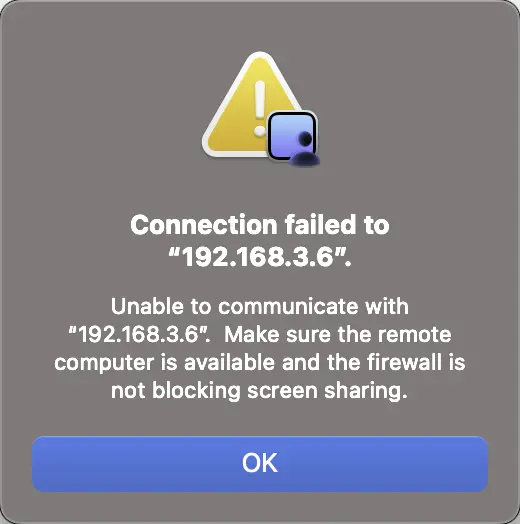 Connection failed to
“192.168.3.6”.
Unable to communicate with
“192.168.3.6”.  Make sure the remote
computer is available and the firewall is
not blocking screen sharing.
OK